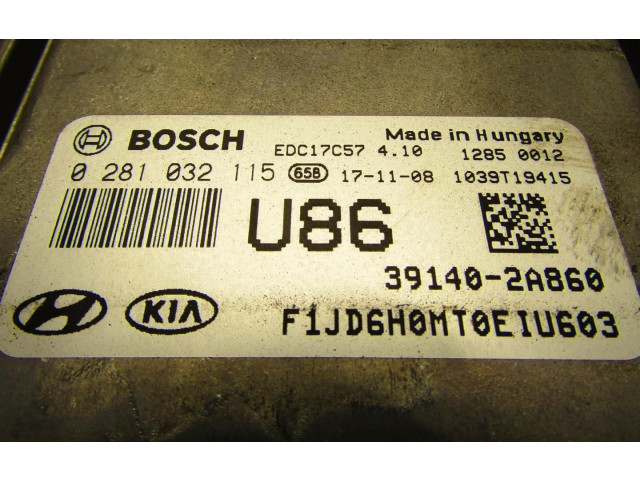 BOSCH EDC17C57 4.10 Made in Hungary
1285 0012
0 281 032 115 65B 17-11-08 1039T19415
U86
39140-2A860
KIA F1JD6H0MT0EIU603